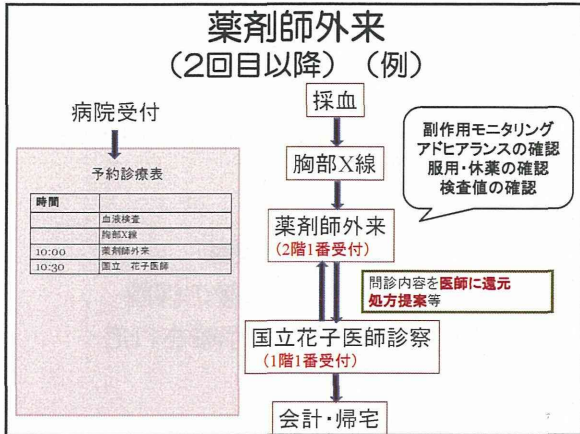 薬剤師外来
(2回目以降)(例)
病院受付
予約診療表
時間
血液検査
胸部X線
10:00 薬剤師外来
10:30 国立 花子医師
採血
胸部X線
薬剤師外来
(2階1番受付)
国立花子医師診察
(1階1番受付)
会計・帰宅
副作用モニタリング
アドヒアランスの確認
服用・休薬の確認
検査値の確認
問診内容を医師に還元
処方提案等
7